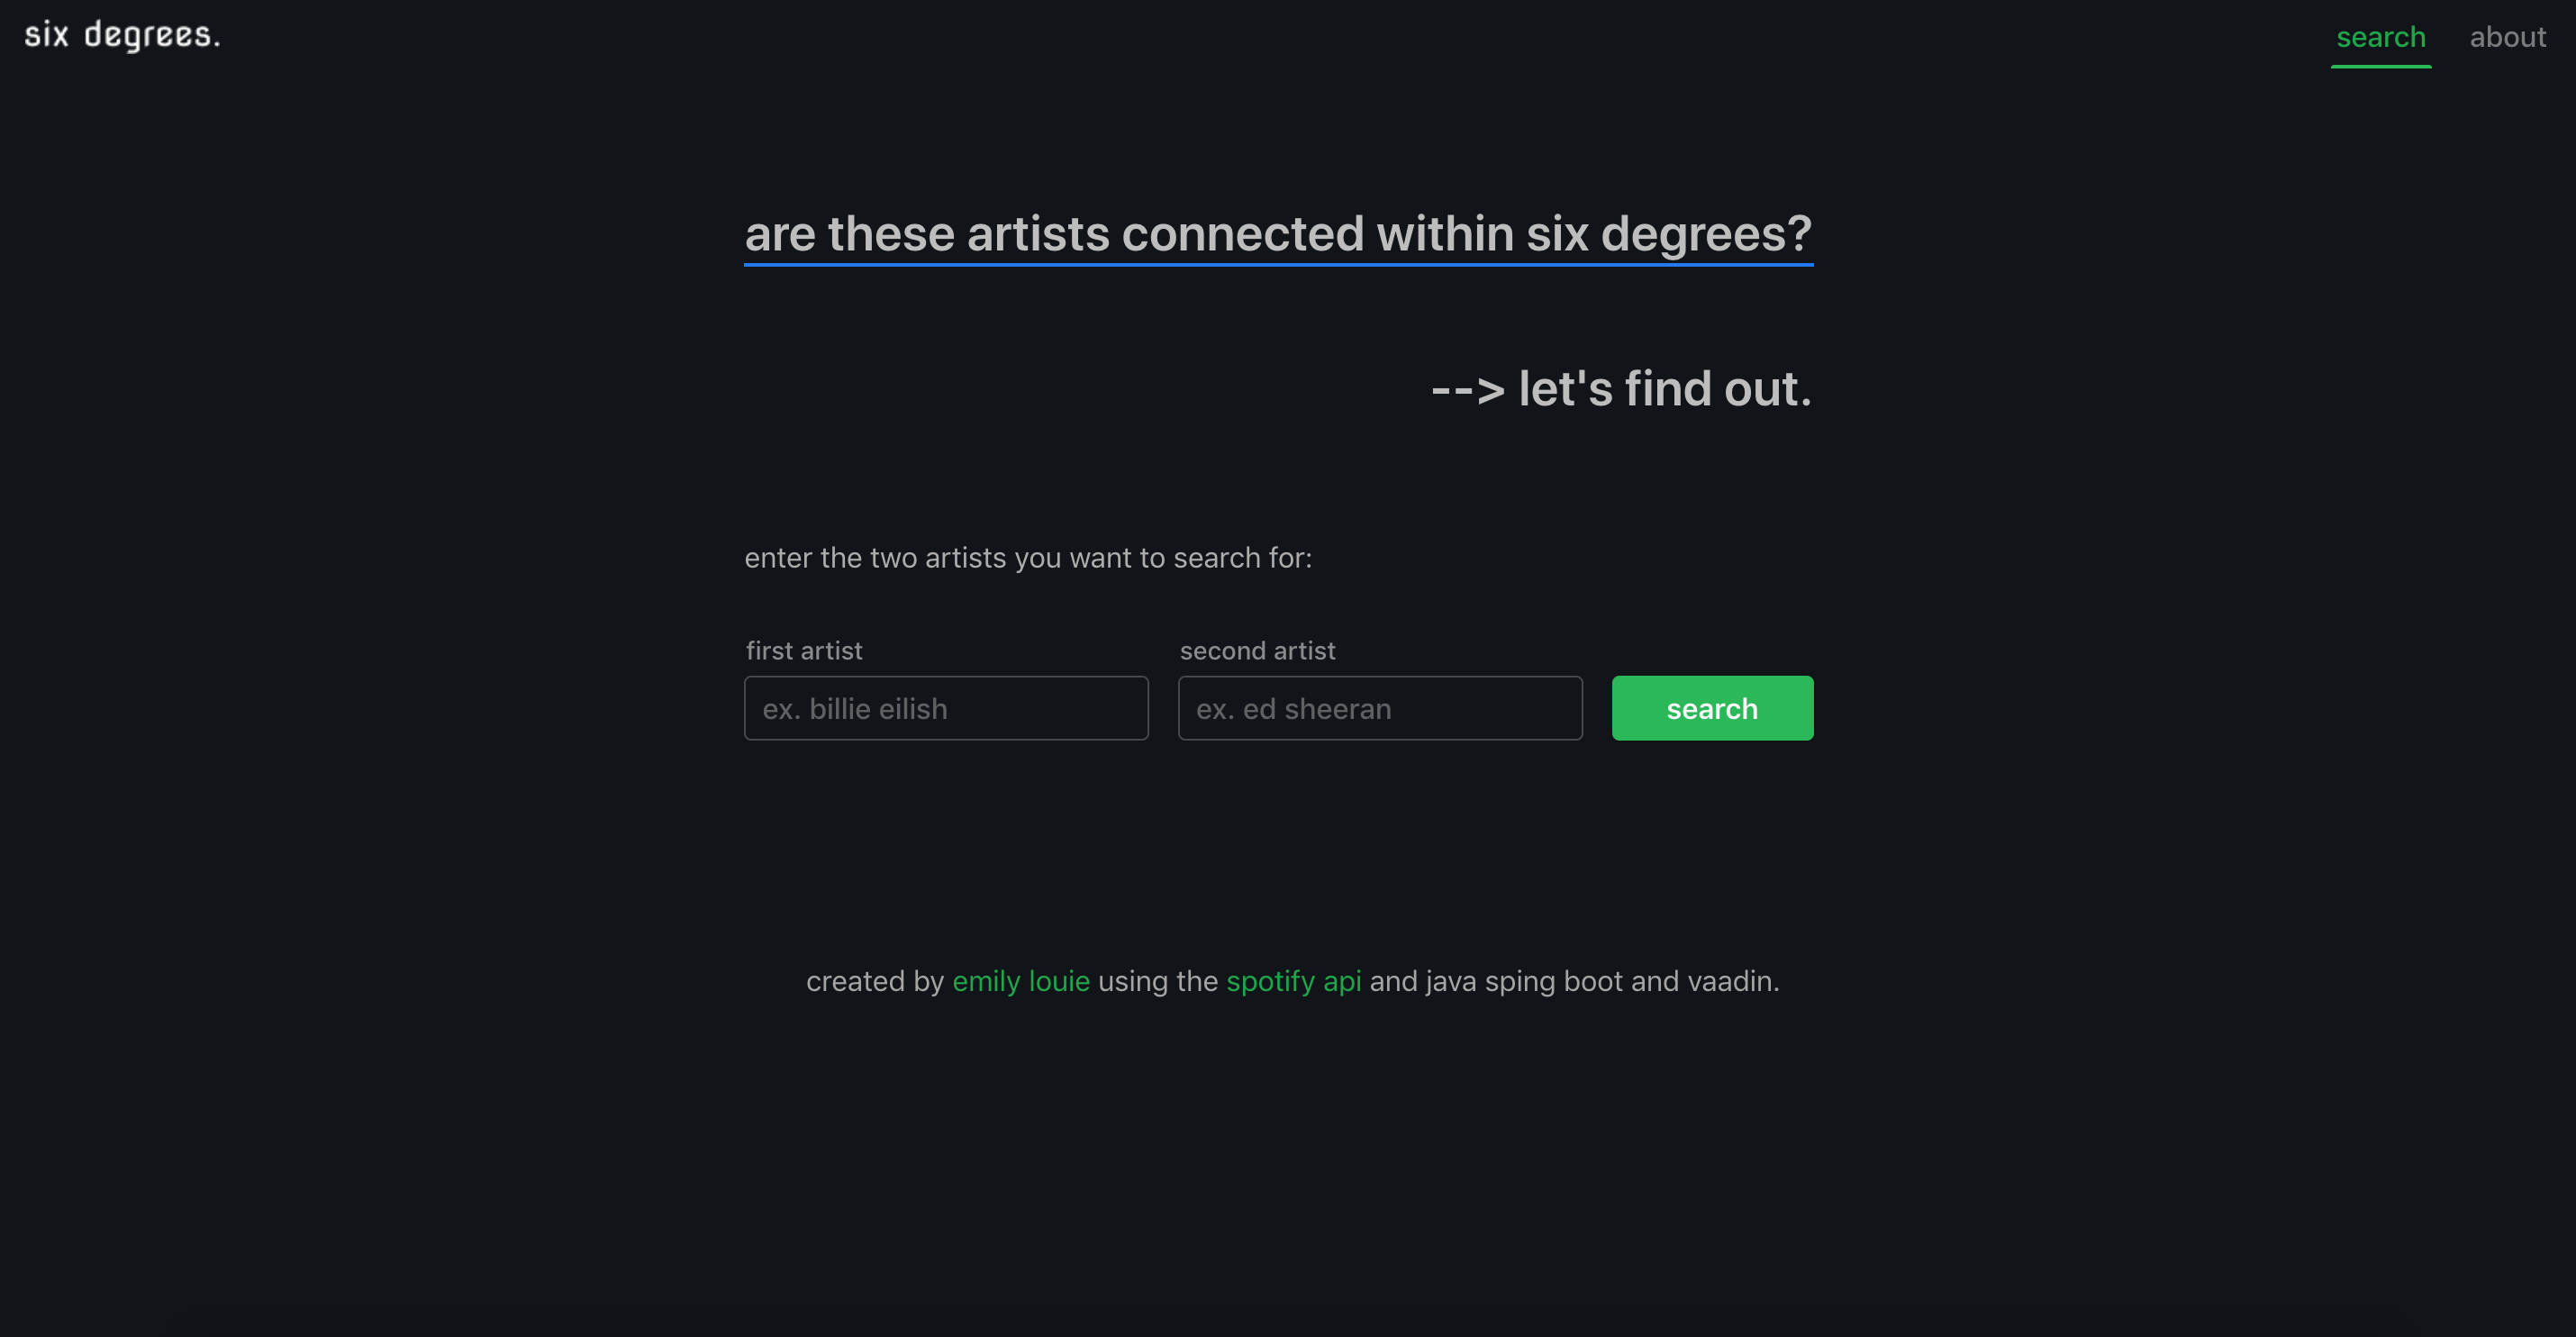 six degrees.
search
about
are these artists connected within six degrees?
--> let's find out.
enter the two artists you want to search for:
first artist
second artist
ex. billie eilish
ex. ed sheeran
search
created by emily louie using the spotify api and java sping boot and vaadin.